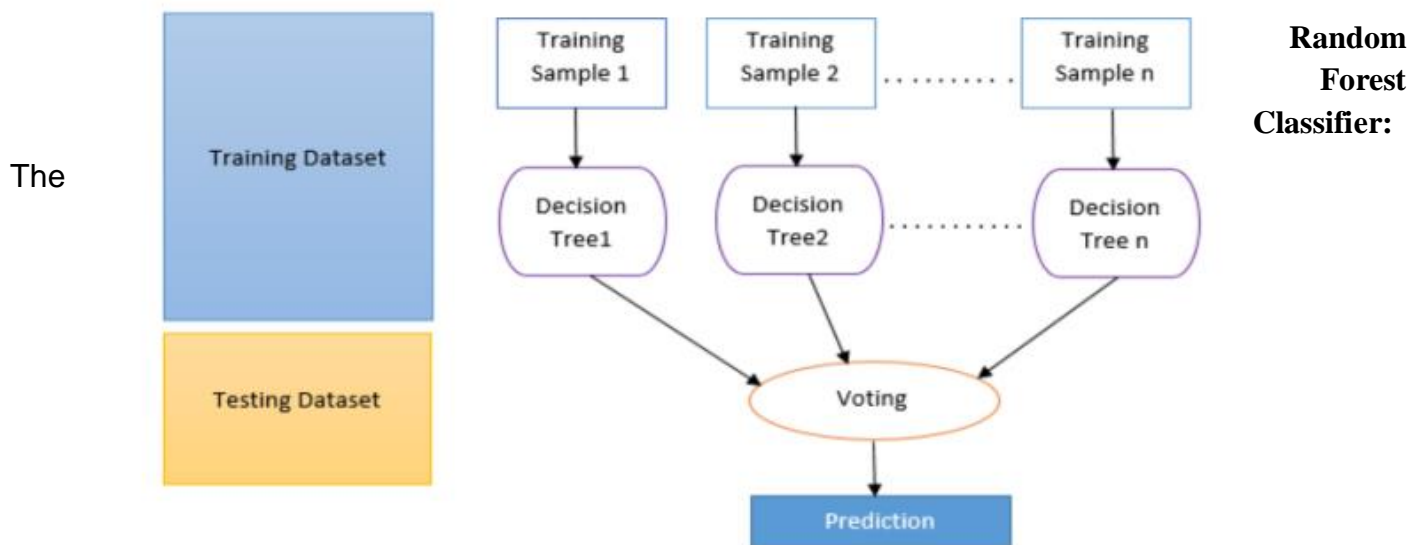 Random
Forest
Classifier:
The
Training Dataset
Testing Dataset
Training
Sample 1
Training
Sample 2
Training
Sample n
Decision
Tree1
Decision
Tree2
Decision
Tree n
Voting
Prediction